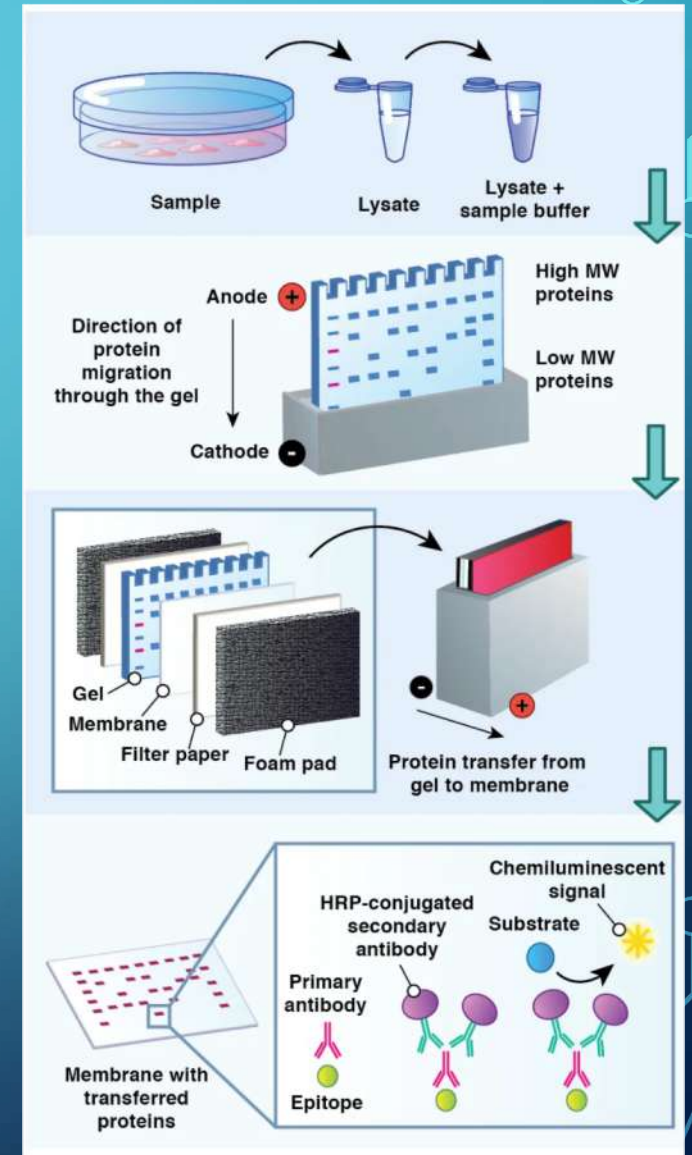 Sample
Lysate
Lysate +
sample buffer
Anode +
High MW
proteins
Direction of
protein
migration
through the gel
Low MW
proteins
Cathode -
Gel
Membrane
Filter paper
Foam pad
-
+
Protein transfer from
gel to membrane
Chemiluminescent
signal
HRP-conjugated
secondary
antibody
Substrate
Primary
antibody
Epitope
Membrane with
transferred
proteins